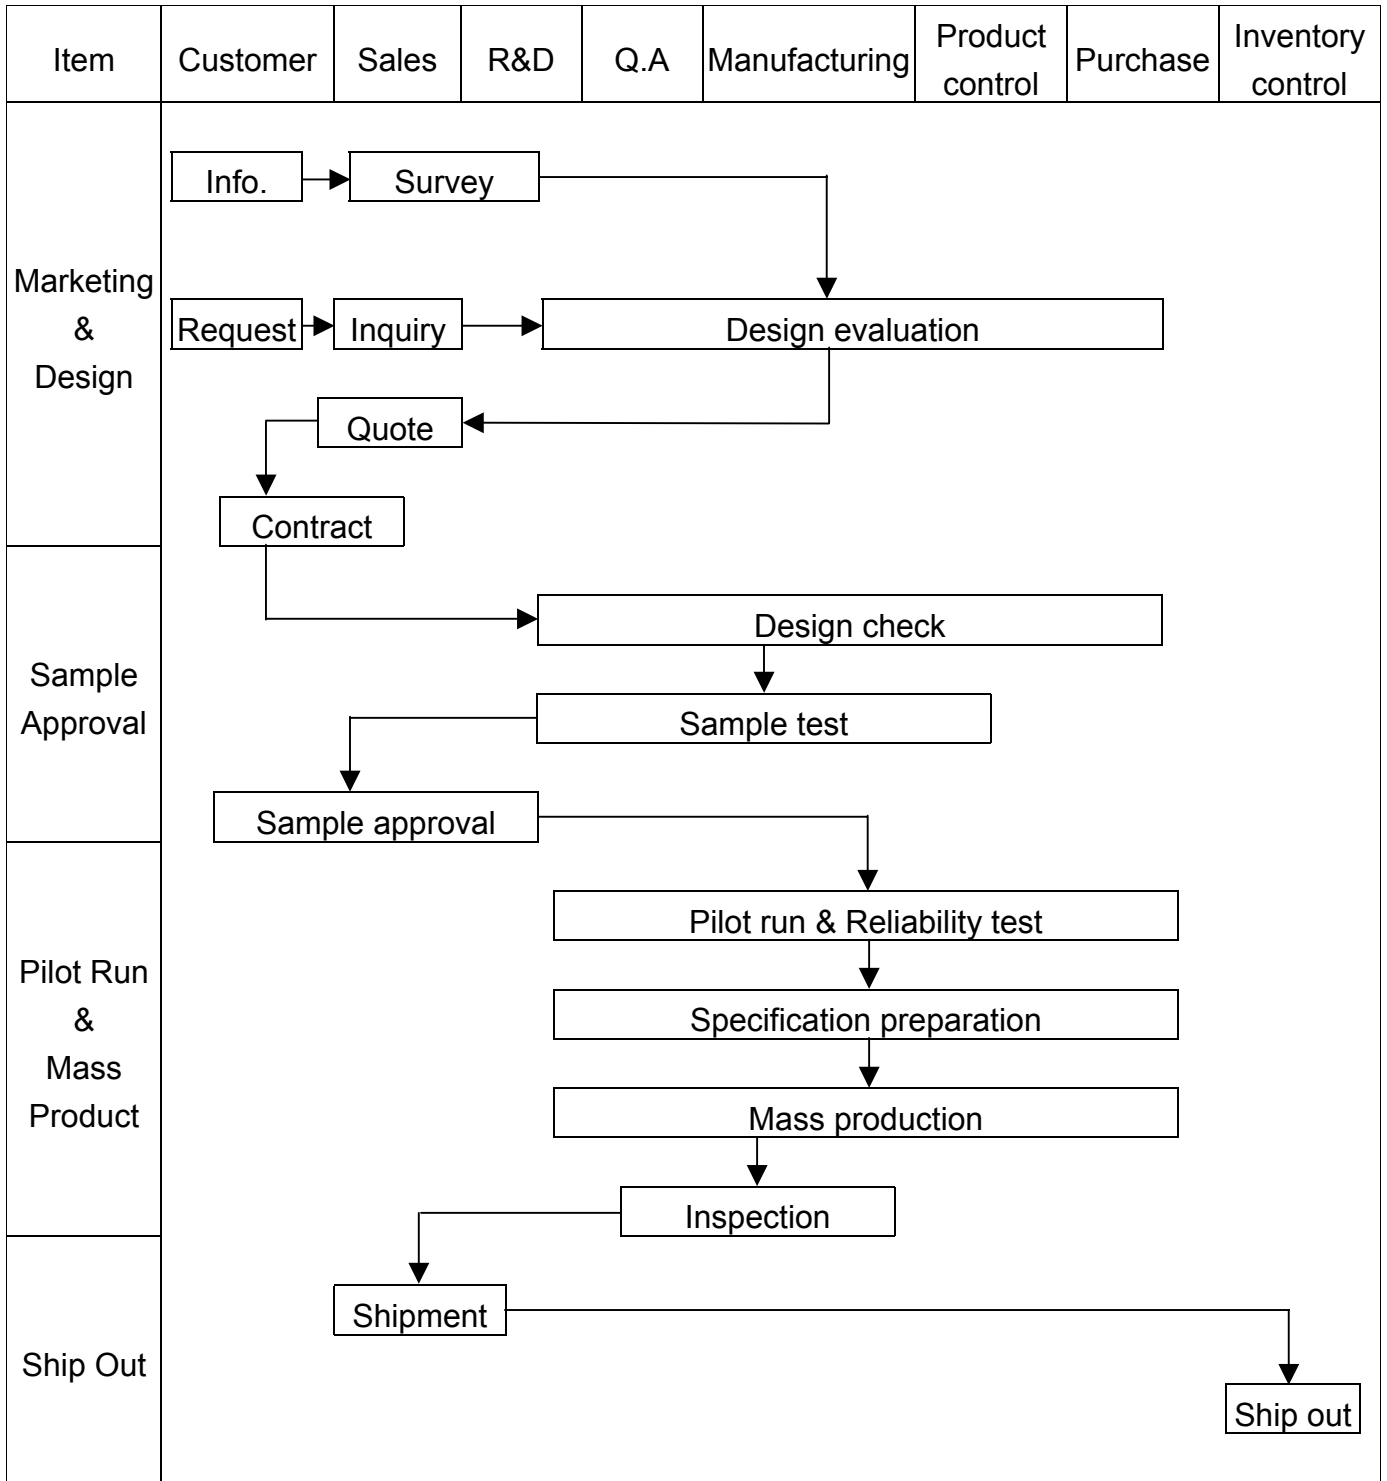 Item
Customer
Sales
R&D
Q.A
Manufacturing
Product
control
Purchase
Inventory
control
Marketing
&
Design
Info.
Survey
Request
Inquiry
Design evaluation
Quote
Contract
Sample
Approval
Design check
Sample test
Sample approval
Pilot Run
&
Mass
Product
Pilot run & Reliability test
Specification preparation
Mass production
Inspection
Ship Out
Shipment
Ship out